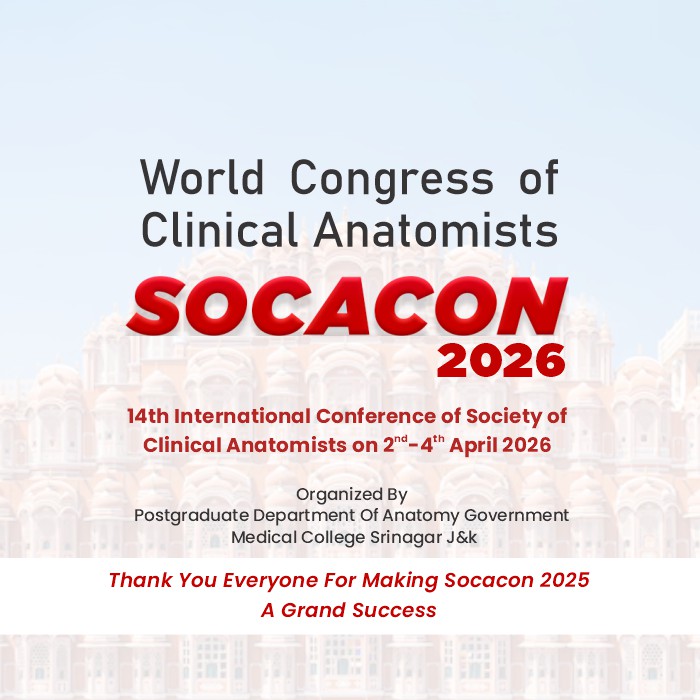 World Congress of
Clinical Anatomists
SOCACON
2026
14th International Conference of Society of
Clinical Anatomists on 2nd-4th April 2026
Organized By
Postgraduate Department Of Anatomy Government
Medical College Srinagar J&k
Thank You Everyone For Making Socacon 2025
A Grand Success